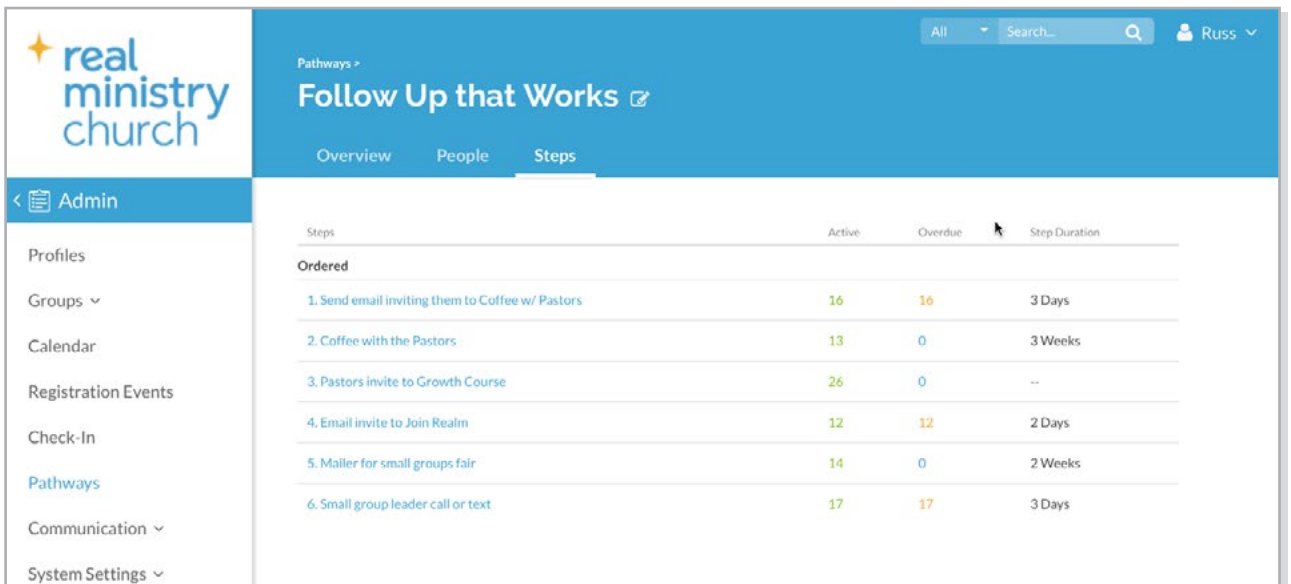 real
ministry
church
All Search... Russ
Pathways >
Follow Up that Works
Overview People Steps
Admin
Profiles
Groups
Calendar
Registration Events
Check-In
Pathways
Communication
System Settings
Steps Active Overdue Step Duration
Ordered
1. Send email inviting them to Coffee w/ Pastors 16 16 3 Days
2. Coffee with the Pastors 13 0 3 Weeks
3. Pastors invite to Growth Course 26 0 --
4. Email invite to Join Realm 12 12 2 Days
5. Mailer for small groups fair 14 0 2 Weeks
6. Small group leader call or text 17 17 3 Days